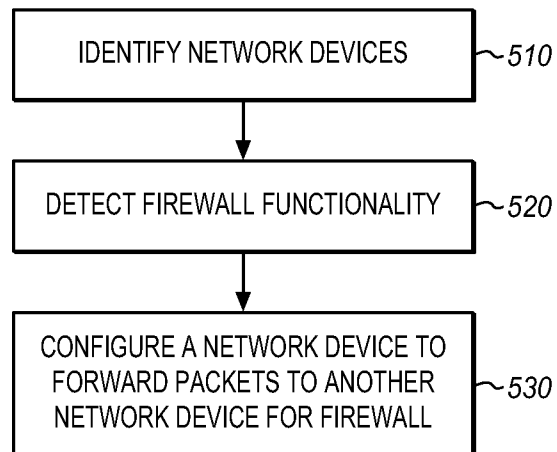 IDENTIFY NETWORK DEVICES
510
DETECT FIREWALL FUNCTIONALITY
520
CONFIGURE A NETWORK DEVICE TO
FORWARD PACKETS TO ANOTHER
NETWORK DEVICE FOR FIREWALL
530